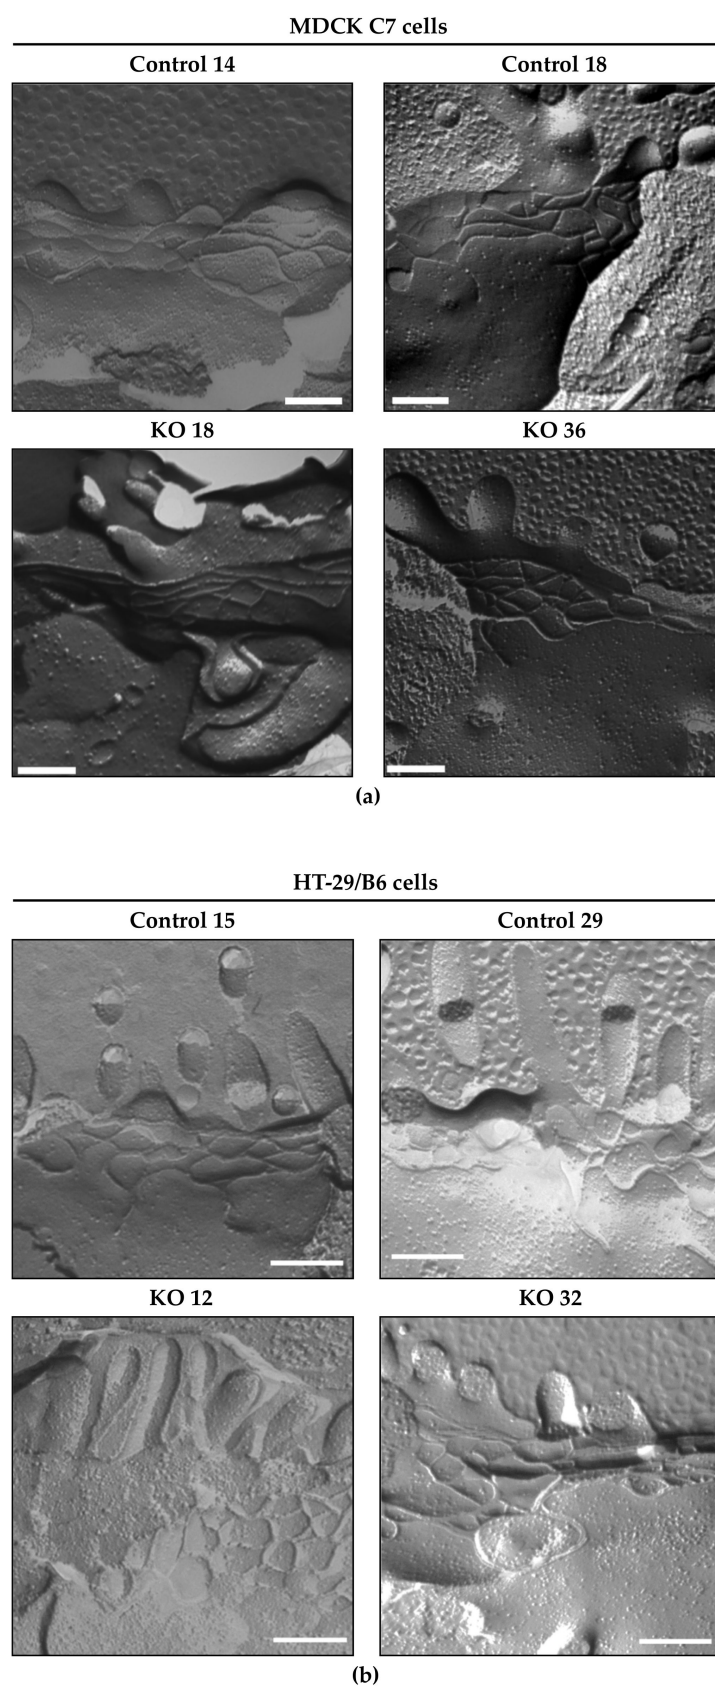 MDCK C7 cells
Control 14
Control 18
KO 18
KO 36
(a)
HT-29/B6 cells
Control 15
Control 29
KO 12
KO 32
(b)